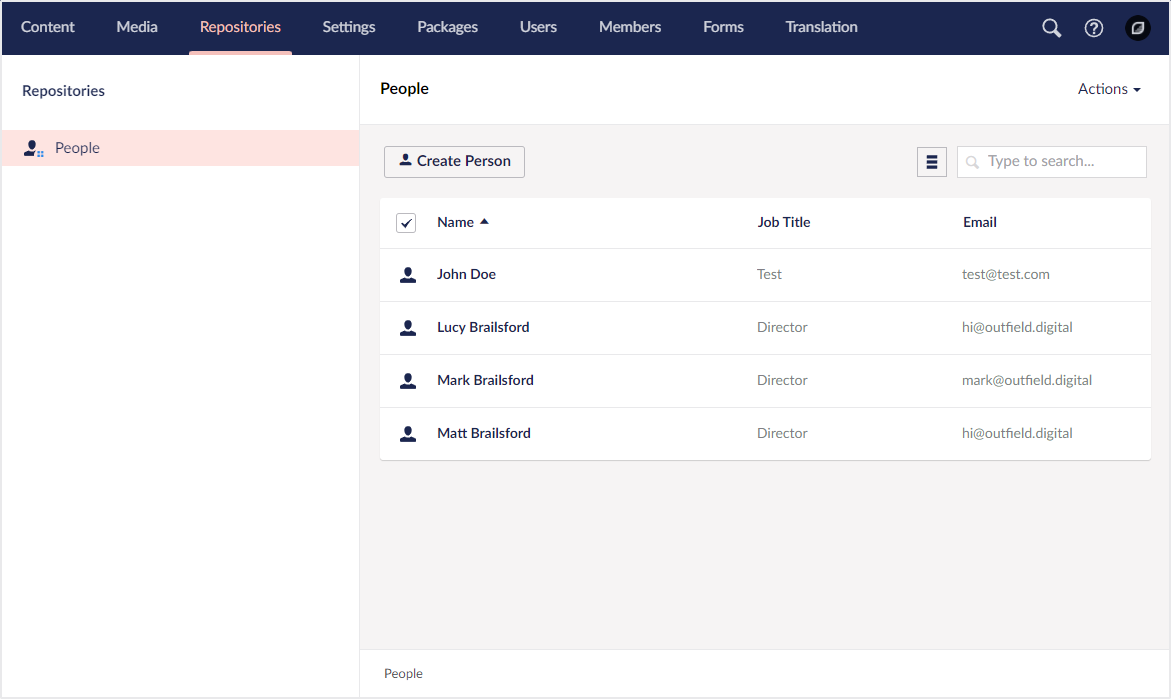 Content Media Repositories Settings Packages Users Members Forms Translation
Repositories
People
People
Actions
Create Person
Type to search...
Name Job Title Email
John Doe Test test@test.com
Lucy Brailsford Director hi@outfield.digital
Mark Brailsford Director mark@outfield.digital
Matt Brailsford Director hi@outfield.digital
People